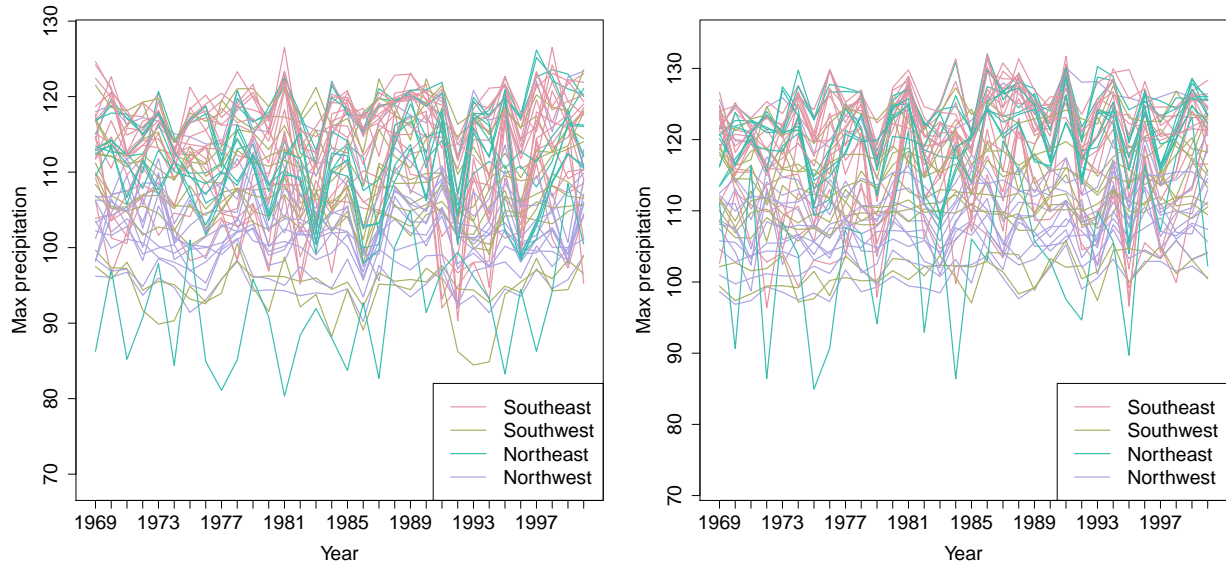 Max precipitation
130
120
110
100
90
80
70
1969 1973 1977 1981 1985 1989 1993 1997
Year
Southeast
Southwest
Northeast
Northwest
Max precipitation
130
120
110
100
90
80
70
1969 1973 1977 1981 1985 1989 1993 1997
Year
Southeast
Southwest
Northeast
Northwest